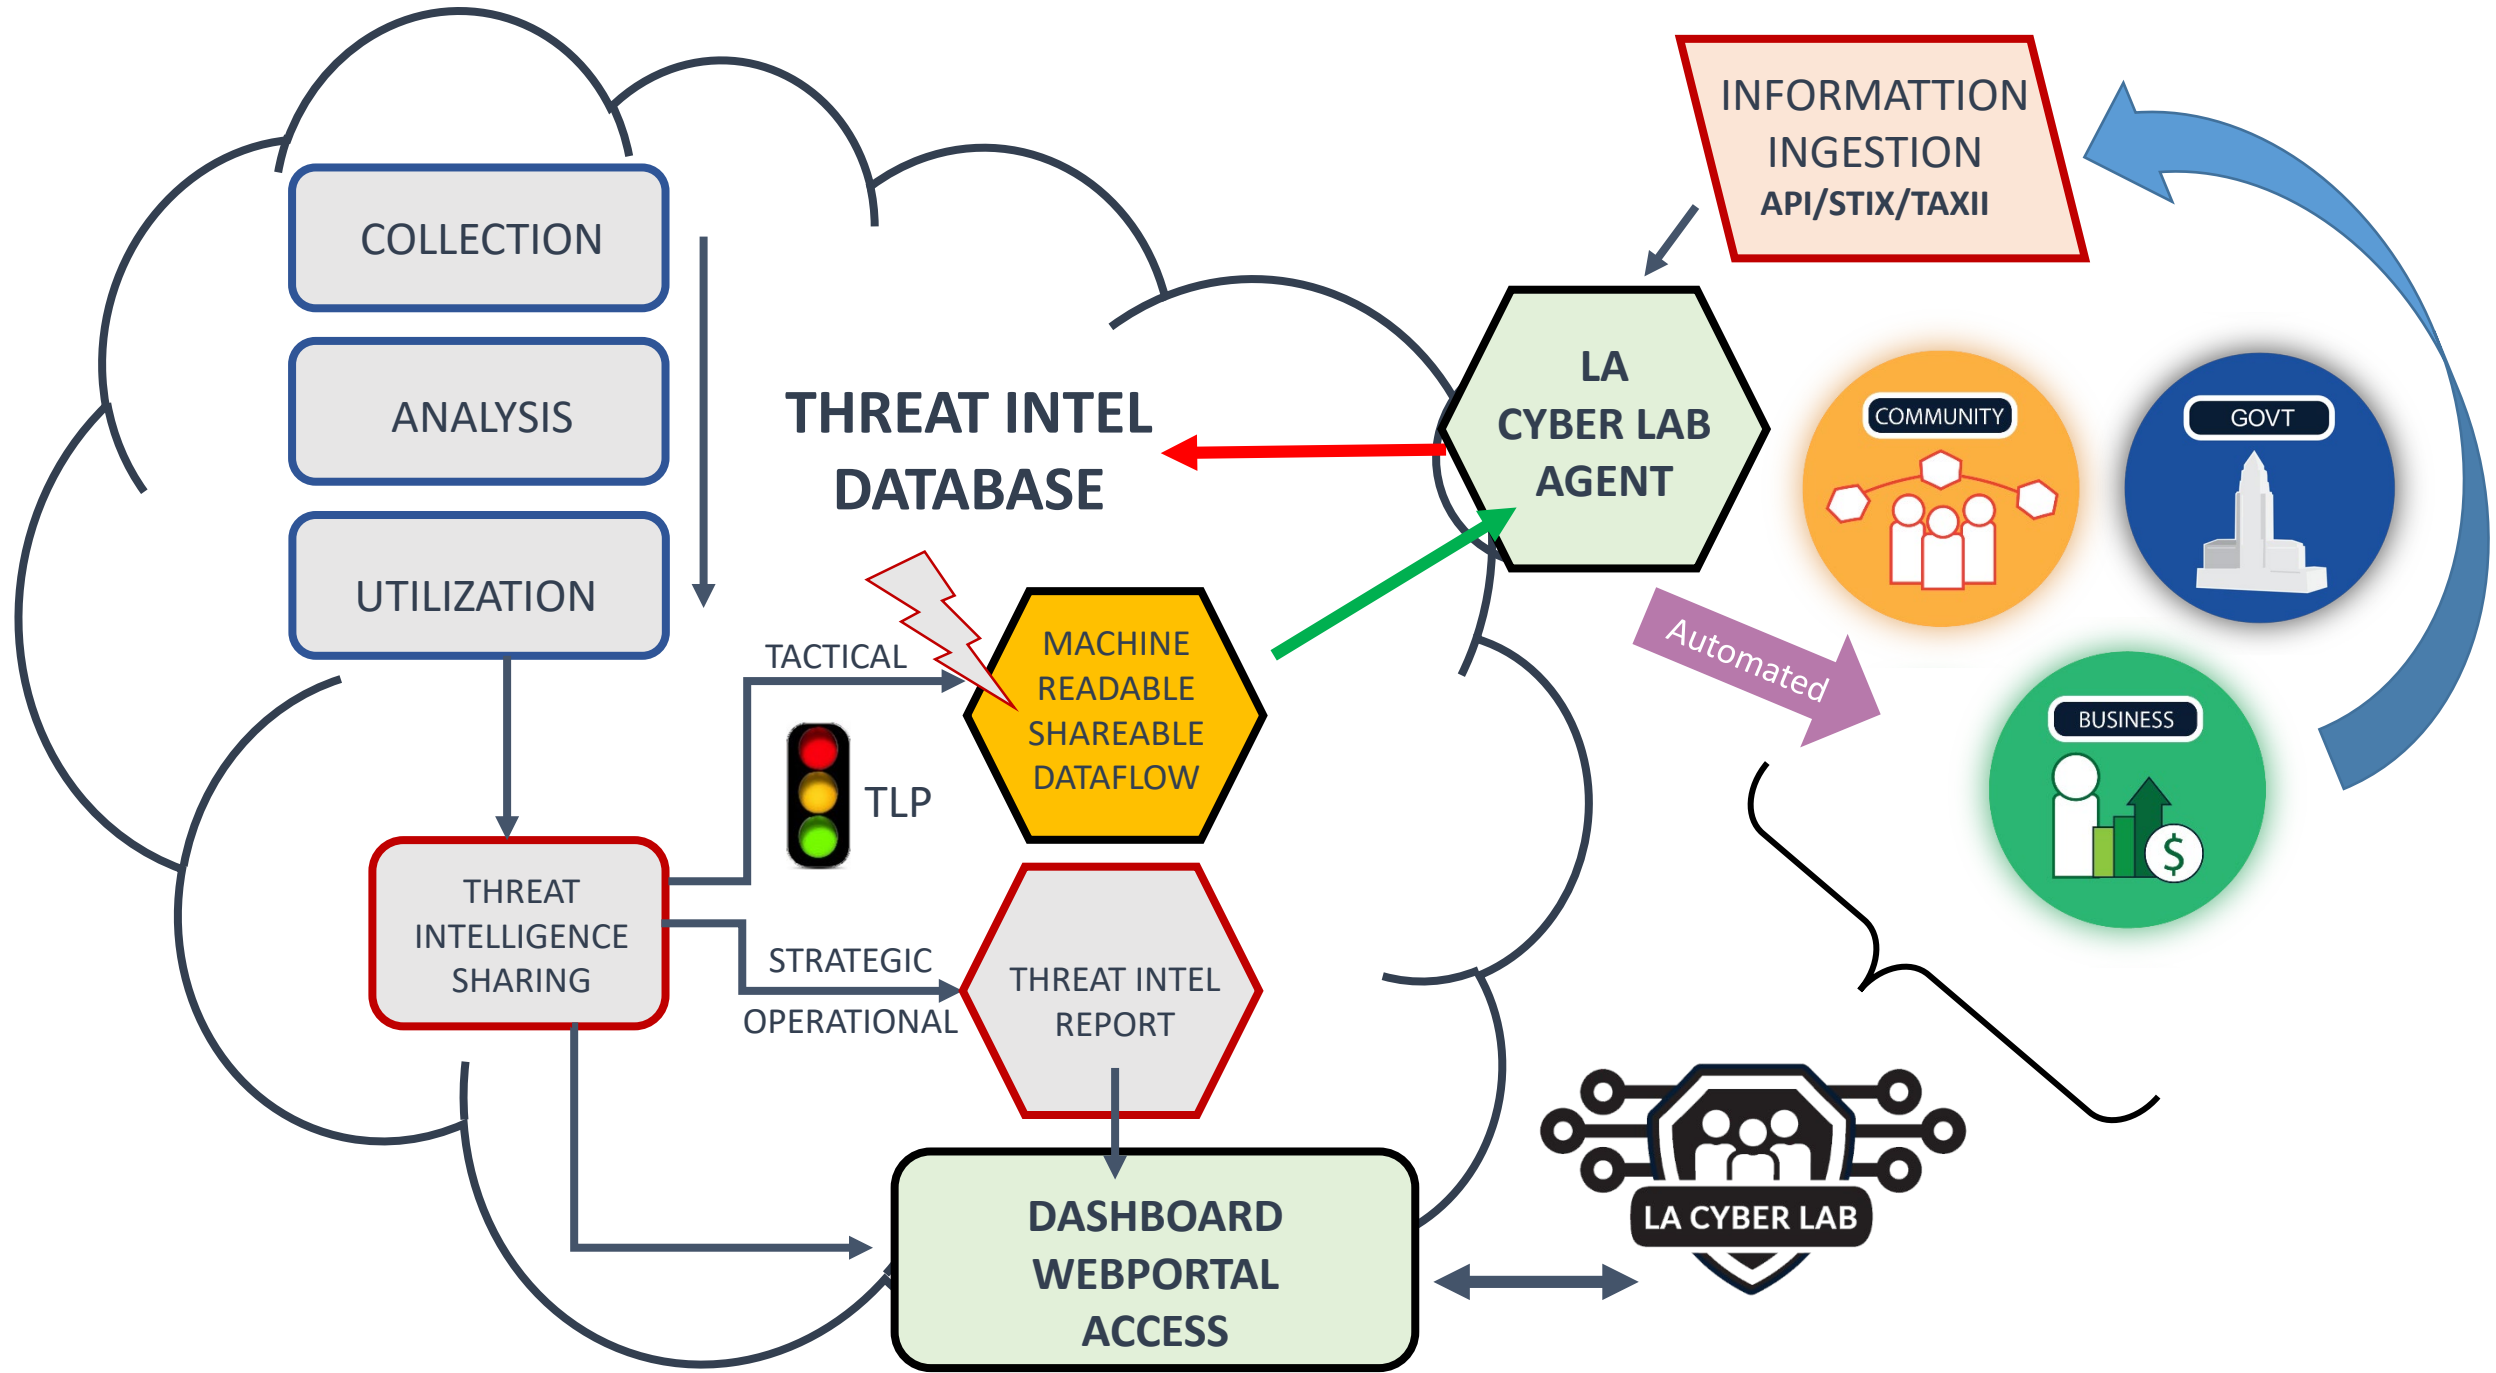 COLLECTION
ANALYSIS
UTILIZATION
THREAT INTEL
DATABASE
INFORMATTION
INGESTION
API/STIX/TAXII
LA
CYBER LAB
AGENT
COMMUNITY
GOVT
BUSINESS
Automated
TACTICAL
TLP
MACHINE
READABLE
SHAREABLE
DATAFLOW
THREAT
INTELLIGENCE
SHARING
STRATEGIC
OPERATIONAL
THREAT INTEL
REPORT
DASHBOARD
WEBPORTAL
ACCESS
LA CYBER LAB
$